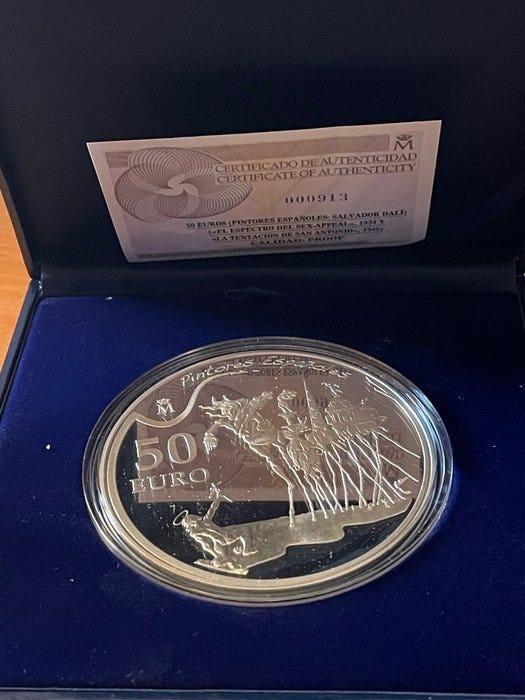 M
CERTIFICADO DE AUTENTICIDAD
CERTIFICATE OF AUTHENTICITY
000913
50 EUROS (PINTORES ESPAÑOLES: SALVADOR DALÍ)
(«EL ESPECTRO DEL SEX-APPEAL», 1934 Y
«LA TENTACIÓN DE SAN ANTONIO», 1946)
CALIDAD: PROOF
Pintores españoles
M
50
EURO